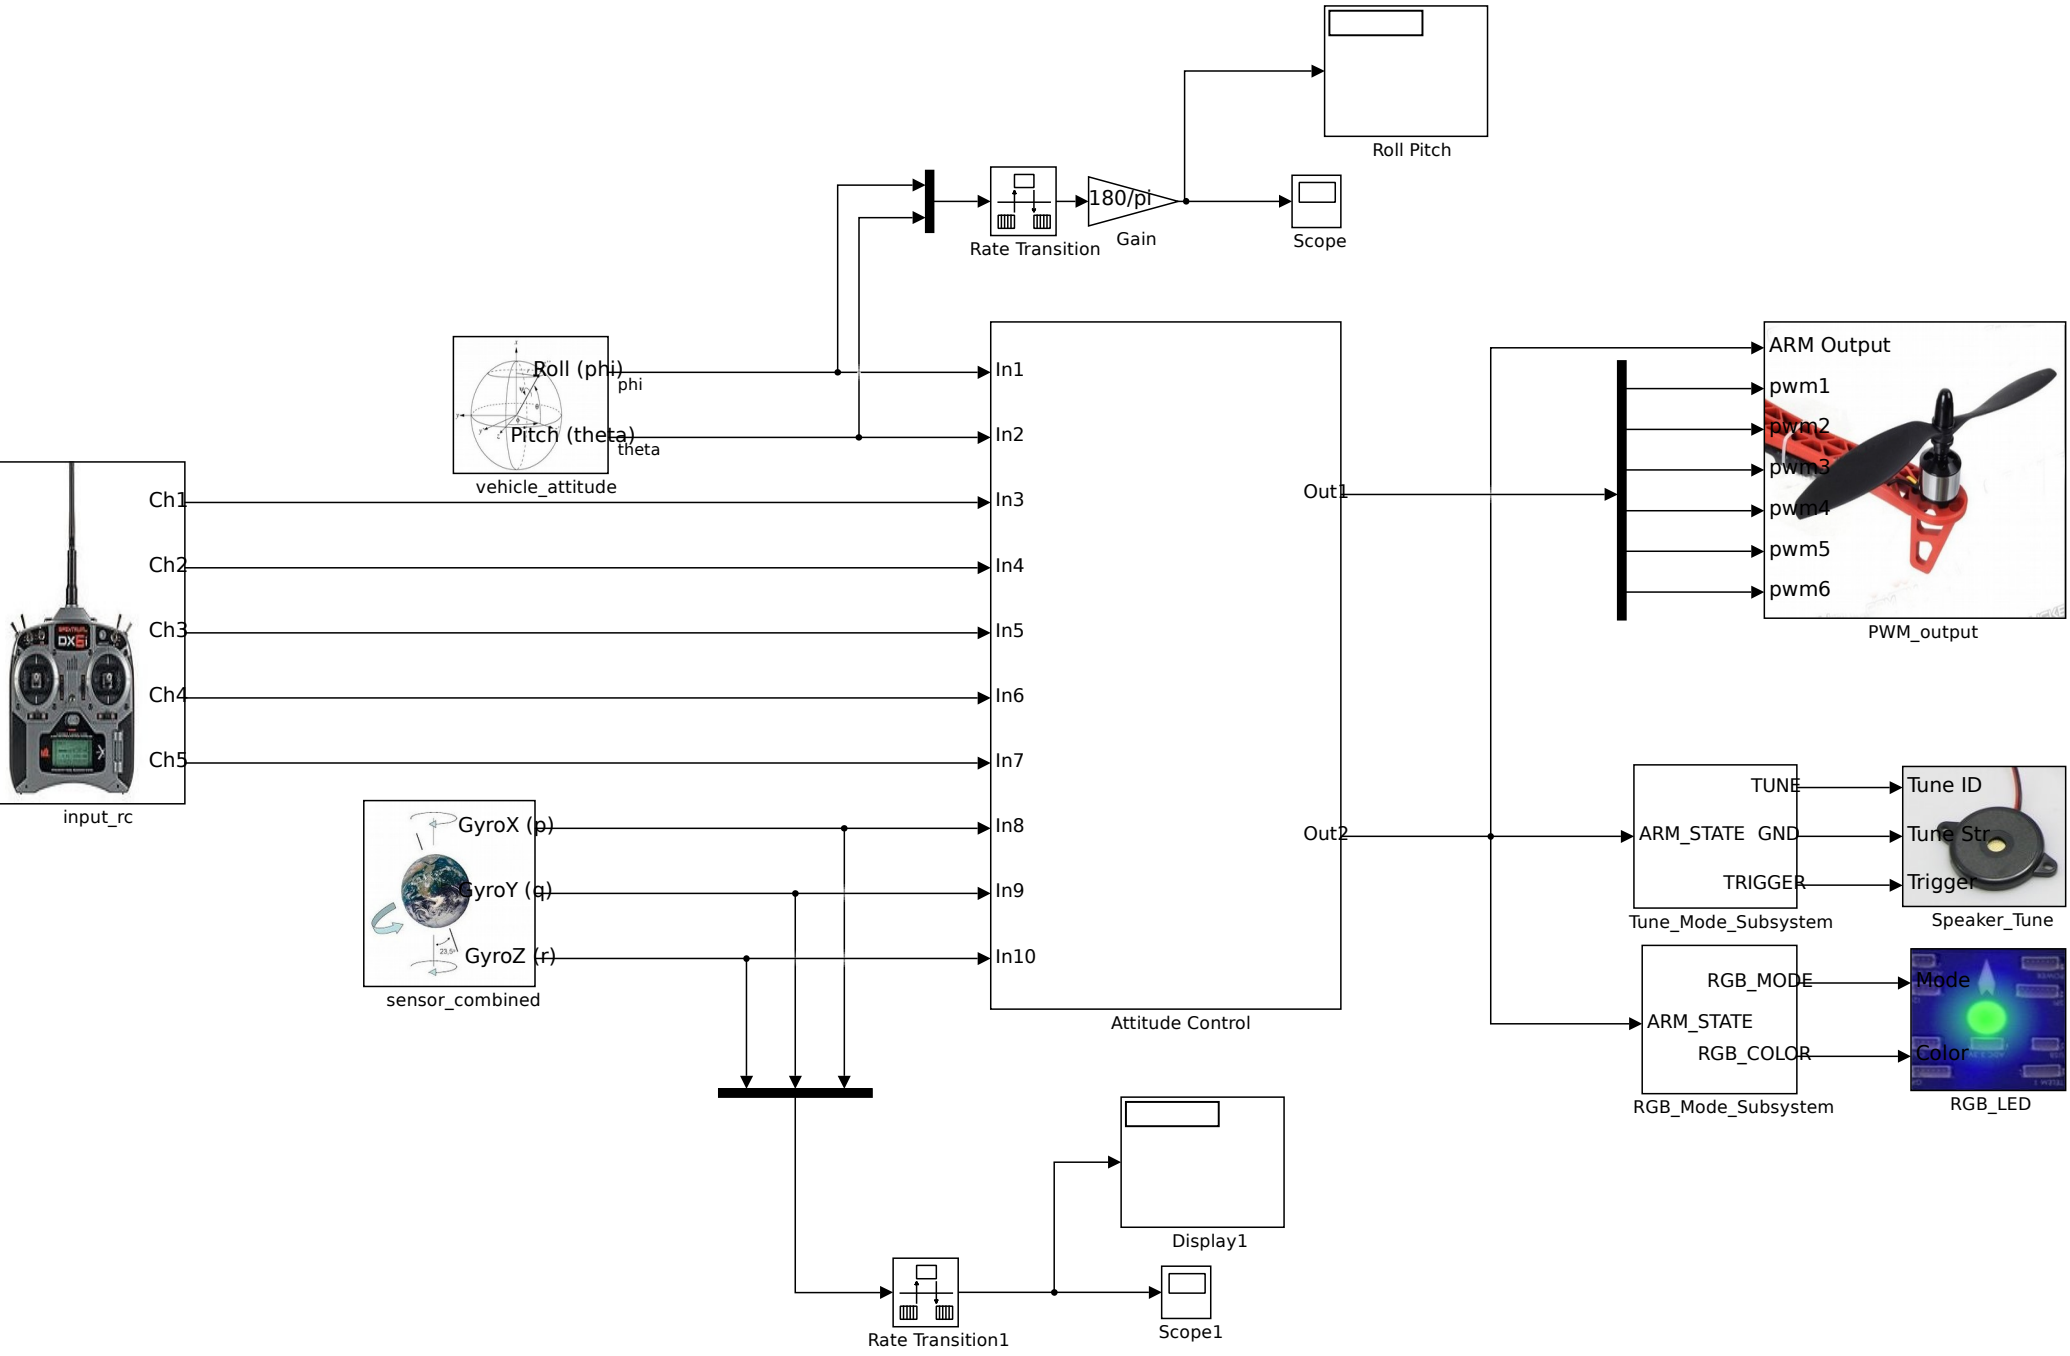 Roll Pitch
180/pi
Rate Transition
Gain
Scope
Roll (phi)
phi
Pitch (theta)
theta
vehicle_attitude
Ch1
Ch2
Ch3
Ch4
Ch5
DX6i
input_rc
GyroX (p)
GyroY (q)
GyroZ (r)
23,5°
sensor_combined
In1
In2
In3
In4
In5
In6
In7
In8
In9
In10
Out1
Out2
Attitude Control
ARM Output
pwm1
pwm2
pwm3
pwm4
pwm5
pwm6
PWM_output
TUNE
ARM_STATE GND
TRIGGER
Tune_Mode_Subsystem
Tune ID
Tune Str
Trigger
Speaker_Tune
RGB_MODE
ARM_STATE
RGB_COLOR
RGB_Mode_Subsystem
Mode
Color
RGB_LED
Display1
Rate Transition1
Scope1